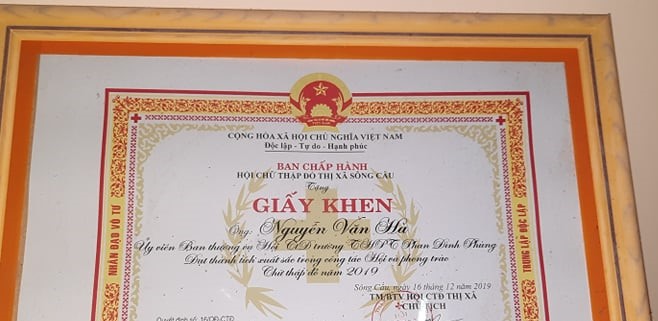 CỘNG HÒA XÃ HỘI CHỦ NGHĨA VIỆT NAM
Độc lập - Tự do - Hạnh phúc
BAN CHẤP HÀNH
HỘI CHỮ THẬP ĐỎ THỊ XÃ SÔNG CẦU
Tặng
GIẤY KHEN
Ông: Nguyễn Văn Hà
Ủy viên Ban thường vụ Hội CTĐ trường THPT Phan Đình Phùng
Đạt thành tích xuất sắc trong công tác Hội và phong trào
Chữ thập đỏ năm 2019
Sông Cầu, ngày 16 tháng 12 năm 2019
TM/BTV HỘI CTĐ THỊ XÃ
CHỦ TỊCH
Quyết định số: 16/QĐ-CTĐ
NHÂN ĐẠO VÔ TƯ
TRUNG LẬP ĐỘC LẬP